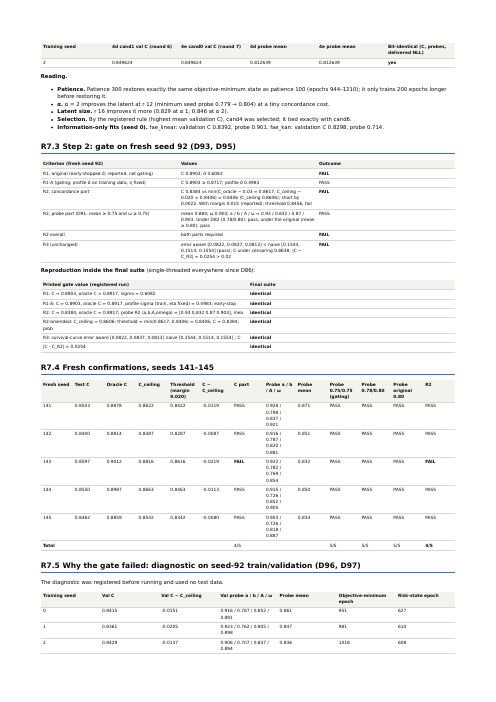 Training seed 4d cand1 val C (round 6) 4e cand0 val C (round 7) 4d probe mean 4e probe mean Bit-identical (C, probes, delivered NLL)
2 0.849624 0.849624 0.812639 0.812639 yes
Reading.
• Patience. Patience 300 restores exactly the same objective-minimum state as patience 100 (epochs 944–1210); it only trains 200 epochs longer
before restoring it.
• α. α = 2 improves the latent at r 12 (minimum seed probe 0.779 → 0.804) at a tiny concordance cost.
• Latent size. r 16 improves it more (0.829 at α 1; 0.846 at α 2).
• Selection. By the registered rule (highest mean validation C), cand4 was selected; it tied exactly with cand6.
• Information-only fits (seed 0). fae_linear: validation C 0.8392, probe 0.901. fae_kan: validation C 0.8298, probe 0.714.
R7.3 Step 2: gate on fresh seed 92 (D93, D95)
Criterion (fresh seed 92) Values Outcome
R1, original (early-stopped σ̂; reported, not gating) C 0.8903; σ̂ 0.6082 FAIL
R1-A (gating; profile σ̂ on training data, η fixed) C 0.8903 ≥ 0.8717; profile σ̂ 0.4983 PASS
R2, concordance part C 0.8384 vs min(C_oracle − 0.03 = 0.8617, C_ceiling −
0.020 = 0.8406) = 0.8406 (C_ceiling 0.8606); short by
0.0022. With margin 0.015 (reported): threshold 0.8456, fail FAIL
R2, probe part (D91: mean ≥ 0.75 and ω ≥ 0.75) mean 0.880; ω 0.903, a / b / A / ω = 0.93 / 0.832 / 0.87 /
0.903. Under D82 (0.78/0.80): pass; under the original (mean
≥ 0.80): pass PASS
R2 overall both parts required FAIL
R3 (unchanged) error aware [0.0822, 0.0837, 0.0813] < naive [0.1544,
0.1554, 0.1554] (pass); C under censoring 0.8638; |C −
C_R2| = 0.0254 > 0.02 FAIL
Reproduction inside the final suite (single-threaded everywhere since D86):
Printed gate value (registered run) Final suite
R1: C = 0.8903, oracle C = 0.8917, sigma = 0.6082 identical
R1-A: C = 0.8903, oracle C = 0.8917, profile sigma (train, eta fixed) = 0.4983; early-stop identical
R2: C = 0.8384, oracle C = 0.8917; probe R2 (a,b,A,omega) = [0.93 0.832 0.87 0.903], mea identical
R2-amended: C_ceiling = 0.8606; threshold = min(0.8617, 0.8406) = 0.8406; C = 0.8384;
prob identical
R3: survival-curve error aware [0.0822, 0.0837, 0.0813] naive [0.1544, 0.1554, 0.1554] ; C identical
|C - C_R2| = 0.0254 identical
R7.4 Fresh confirmations, seeds 141–145
Fresh seed Test C Oracle C C_ceiling Threshold (margin 0.020) C − C_ceiling C part Probe a / b / A / ω Probe mean Probe 0.75/0.75 (gating) Probe 0.78/0.80 Probe original 0.80 R2
141 0.8503 0.8878 0.8622 0.8422 -0.0119 PASS 0.928 / 0.798 / 0.837 / 0.921 0.871 PASS PASS PASS PASS
142 0.8400 0.8814 0.8487 0.8287 -0.0087 PASS 0.916 / 0.787 / 0.820 / 0.881 0.851 PASS PASS PASS PASS
143 0.8597 0.9012 0.8816 0.8616 -0.0219 FAIL 0.922 / 0.782 / 0.769 / 0.854 0.832 PASS PASS PASS FAIL
144 0.8550 0.8987 0.8663 0.8463 -0.0113 PASS 0.915 / 0.726 / 0.852 / 0.905 0.850 PASS PASS PASS PASS
145 0.8462 0.8859 0.8542 0.8342 -0.0080 PASS 0.903 / 0.726 / 0.818 / 0.887 0.834 PASS PASS PASS PASS
Total 4/5 5/5 5/5 5/5 4/5
R7.5 Why the gate failed: diagnostic on seed-92 train/validation (D96, D97)
The diagnostic was registered before running and used no test data.
Training seed Val C Val C − C_ceiling Val probe a / b / A / ω Probe mean Objective-minimum epoch Risk-state epoch
0 0.8415 -0.0151 0.916 / 0.787 / 0.852 / 0.891 0.861 951 627
1 0.8361 -0.0205 0.923 / 0.762 / 0.805 / 0.898 0.847 981 610
2 0.8429 -0.0137 0.906 / 0.707 / 0.837 / 0.894 0.836 1018 608